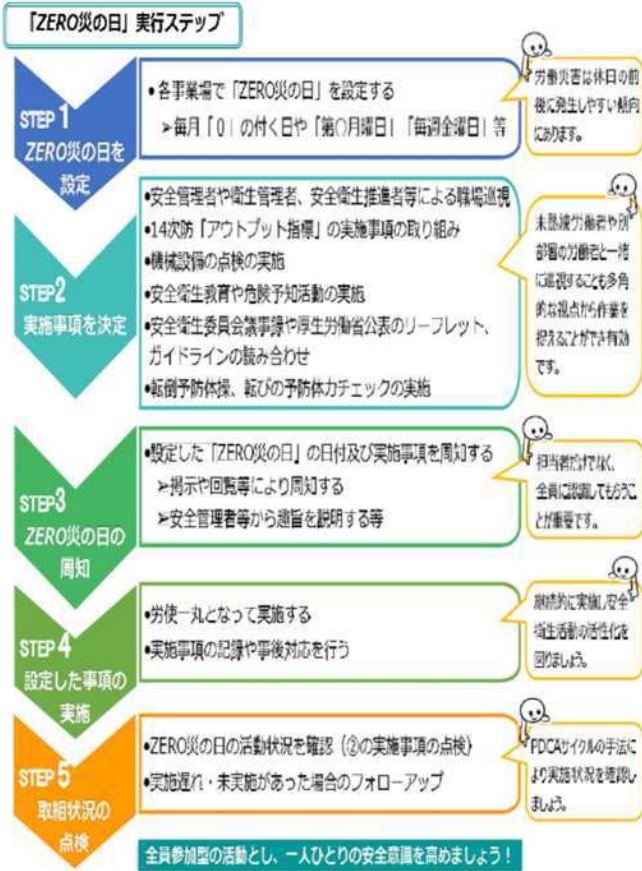 「ZERO災の日」実行ステップ
STEP 1
ZERO災の日を
設定
•各事業場で「ZERO災の日」を設定する
➢毎月「0」の付く日や「第○月曜日」「毎週金曜日」等
労働災害は休日の前
後に発生しやすい傾向
にあります。
STEP2
実施事項を決定
•安全管理者や衛生管理者、安全衛生推進者等による職場巡視
•14次防「アウトプット指標」の実施事項の取り組み
•機械設備の点検の実施
•安全衛生教育や危険予知活動の実施
•安全衛生委員会議事録や厚生労働省公表のリーフレット、
ガイドラインの読み合わせ
•転倒予防体操、転びの予防体力チェックの実施
未熟練労働者や別
部署の労働者と一緒
に巡視することも多角
的な視点から作業を
捉えることができ有効
です。
STEP3
ZERO災の日の
周知
•設定した「ZERO災の日」の日付及び実施事項を周知する
➢掲示や回覧等により周知する
➢安全管理者等から趣旨を説明する等
担当者だけでなく、
全員に認識してもらうこ
とが重要です。
STEP 4
設定した事項の
実施
•労使一丸となって実施する
•実施事項の記録や事後対応を行う
継続的に実施し安全
衛生活動の活性化を
図りましょう。
STEP 5
取組状況の
点検
•ZERO災の日の活動状況を確認（②の実施事項の点検）
•実施遅れ・未実施があった場合のフォローアップ
PDCAサイクルの手法に
より実施状況を確認し
ましょう。
全員参加型の活動とし、一人ひとりの安全意識を高めましょう！